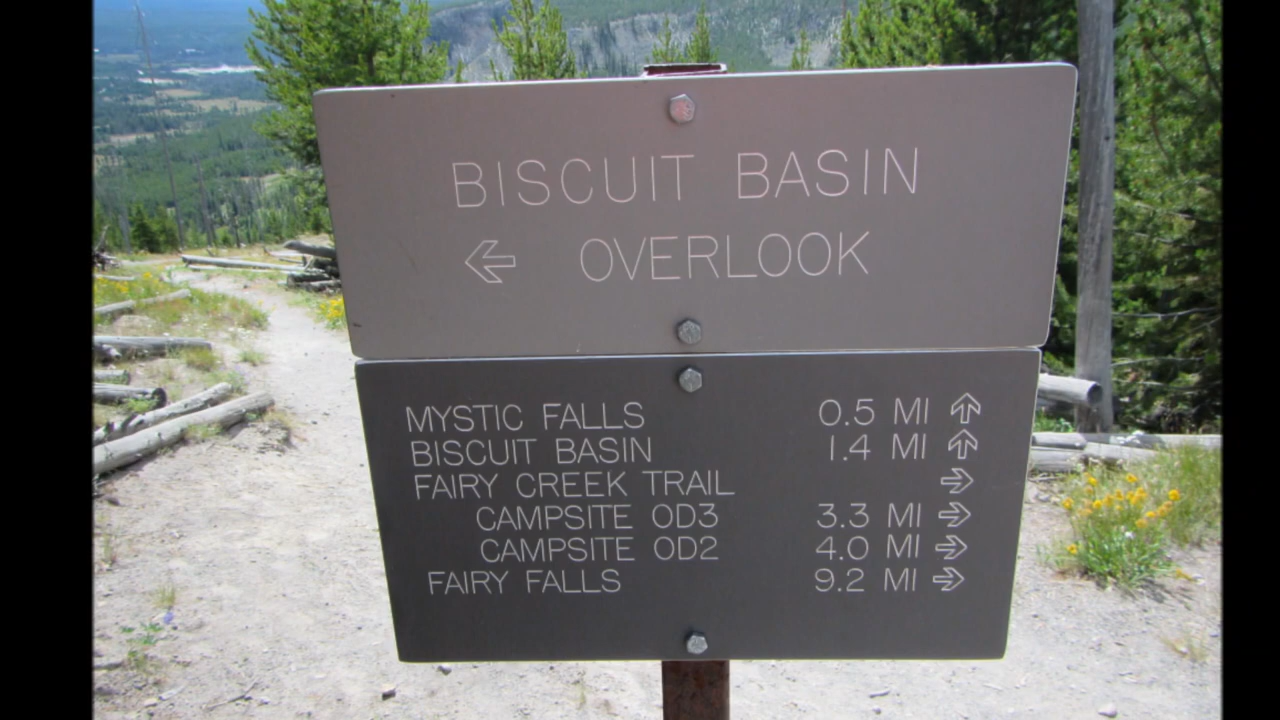 BISCUIT BASIN
← OVERLOOK
MYSTIC FALLS 0.5 MI ↑
BISCUIT BASIN 1.4 MI ↑
FAIRY CREEK TRAIL →
CAMPSITE OD3 3.3 MI →
CAMPSITE OD2 4.0 MI →
FAIRY FALLS 9.2 MI →